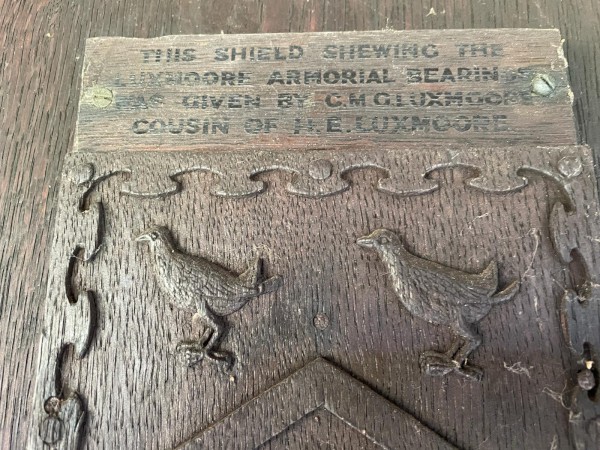 THIS SHIELD SHEWING THE
LUXMOORE ARMORIAL BEARINGS
WAS GIVEN BY C.M.G.LUXMOORE
COUSIN OF H.E.LUXMOORE.